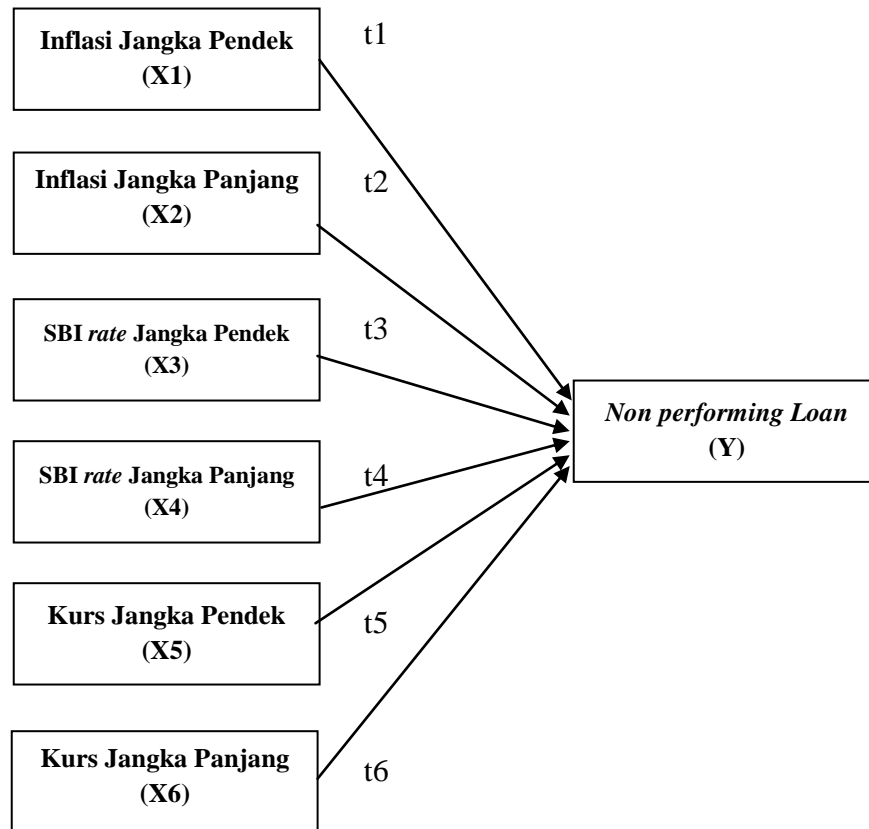 Inflasi Jangka Pendek
(X1)
t1
Inflasi Jangka Panjang
(X2)
t2
SBI rate Jangka Pendek
(X3)
t3
SBI rate Jangka Panjang
(X4)
t4
Kurs Jangka Pendek
(X5)
t5
Kurs Jangka Panjang
(X6)
t6
Non performing Loan
(Y)